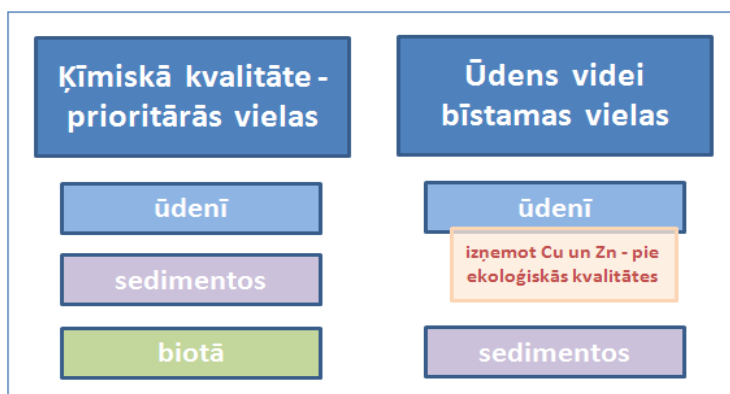 Ķīmiskā kvalitāte -
prioritārās vielas
ūdenī
sedimentos
biotā
Ūdens videi
bīstamas vielas
ūdenī
izņemot Cu un Zn - pie
ekoloģiskās kvalitātes
sedimentos